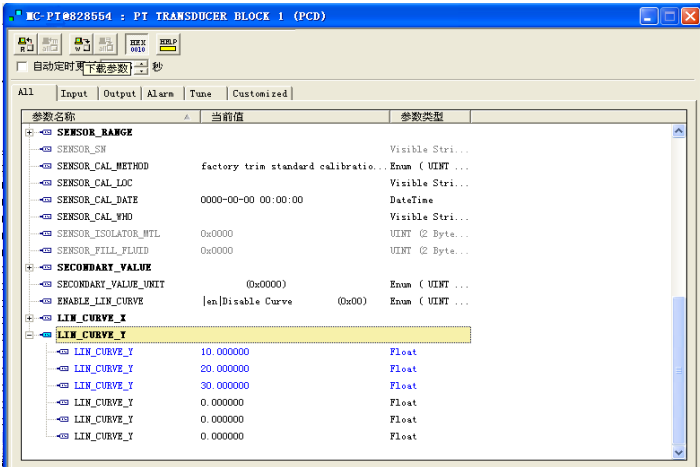 MC-PT@828554 : PT TRANSDUCER BLOCK 1 (PCD)
HEX 0010 HELP
自动定时更 下载参数 秒
All Input Output Alarm Tune Customized
参数名称 当前值 参数类型
SENSOR_RANGE
SENSOR_SN Visible Stri...
SENSOR_CAL_METHOD factory trim standard calibratio... Enum ( UINT ...
SENSOR_CAL_LOC Visible Stri...
SENSOR_CAL_DATE 0000-00-00 00:00:00 DateTime
SENSOR_CAL_WHO Visible Stri...
SENSOR_ISOLATOR_MTL 0x0000 UINT (2 Byte...
SENSOR_FILL_FLUID 0x0000 UINT (2 Byte...
SECONDARY_VALUE
SECONDARY_VALUE_UNIT (0x0000) Enum ( UINT ...
ENABLE_LIN_CURVE |en|Disable Curve (0x00) Enum ( UINT ...
LIN_CURVE_X
LIN_CURVE_Y
LIN_CURVE_Y 10.000000 Float
LIN_CURVE_Y 20.000000 Float
LIN_CURVE_Y 30.000000 Float
LIN_CURVE_Y 0.000000 Float
LIN_CURVE_Y 0.000000 Float
LIN_CURVE_Y 0.000000 Float